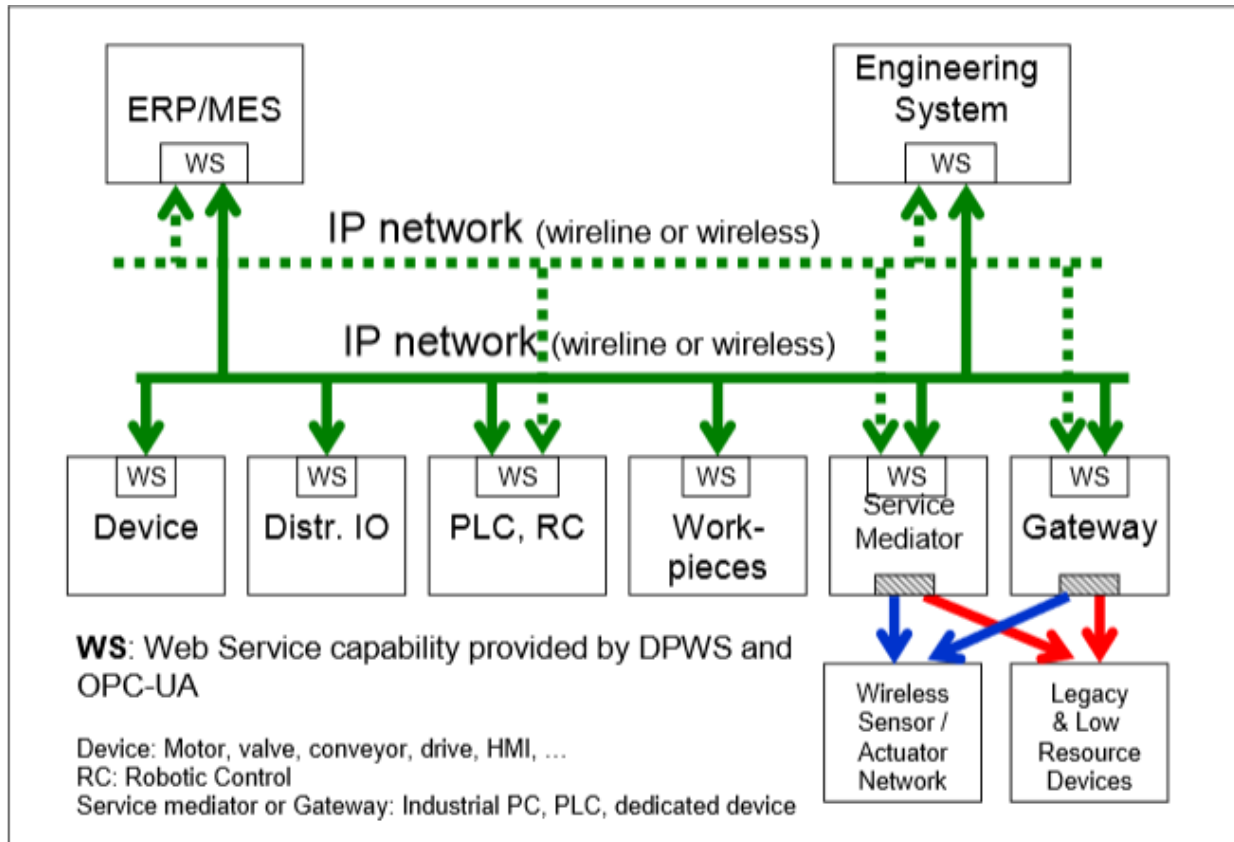 ERP/MES
WS
Engineering
System
WS
IP network (wireline or wireless)
IP network (wireline or wireless)
WS
Device
WS
Distr. IO
WS
PLC, RC
WS
Work-
pieces
WS
Service
Mediator
WS
Gateway
WS: Web Service capability provided by DPWS and
OPC-UA
Device: Motor, valve, conveyor, drive, HMI, …
RC: Robotic Control
Service mediator or Gateway: Industrial PC, PLC, dedicated device
Wireless
Sensor /
Actuator
Network
Legacy
& Low
Resource
Devices